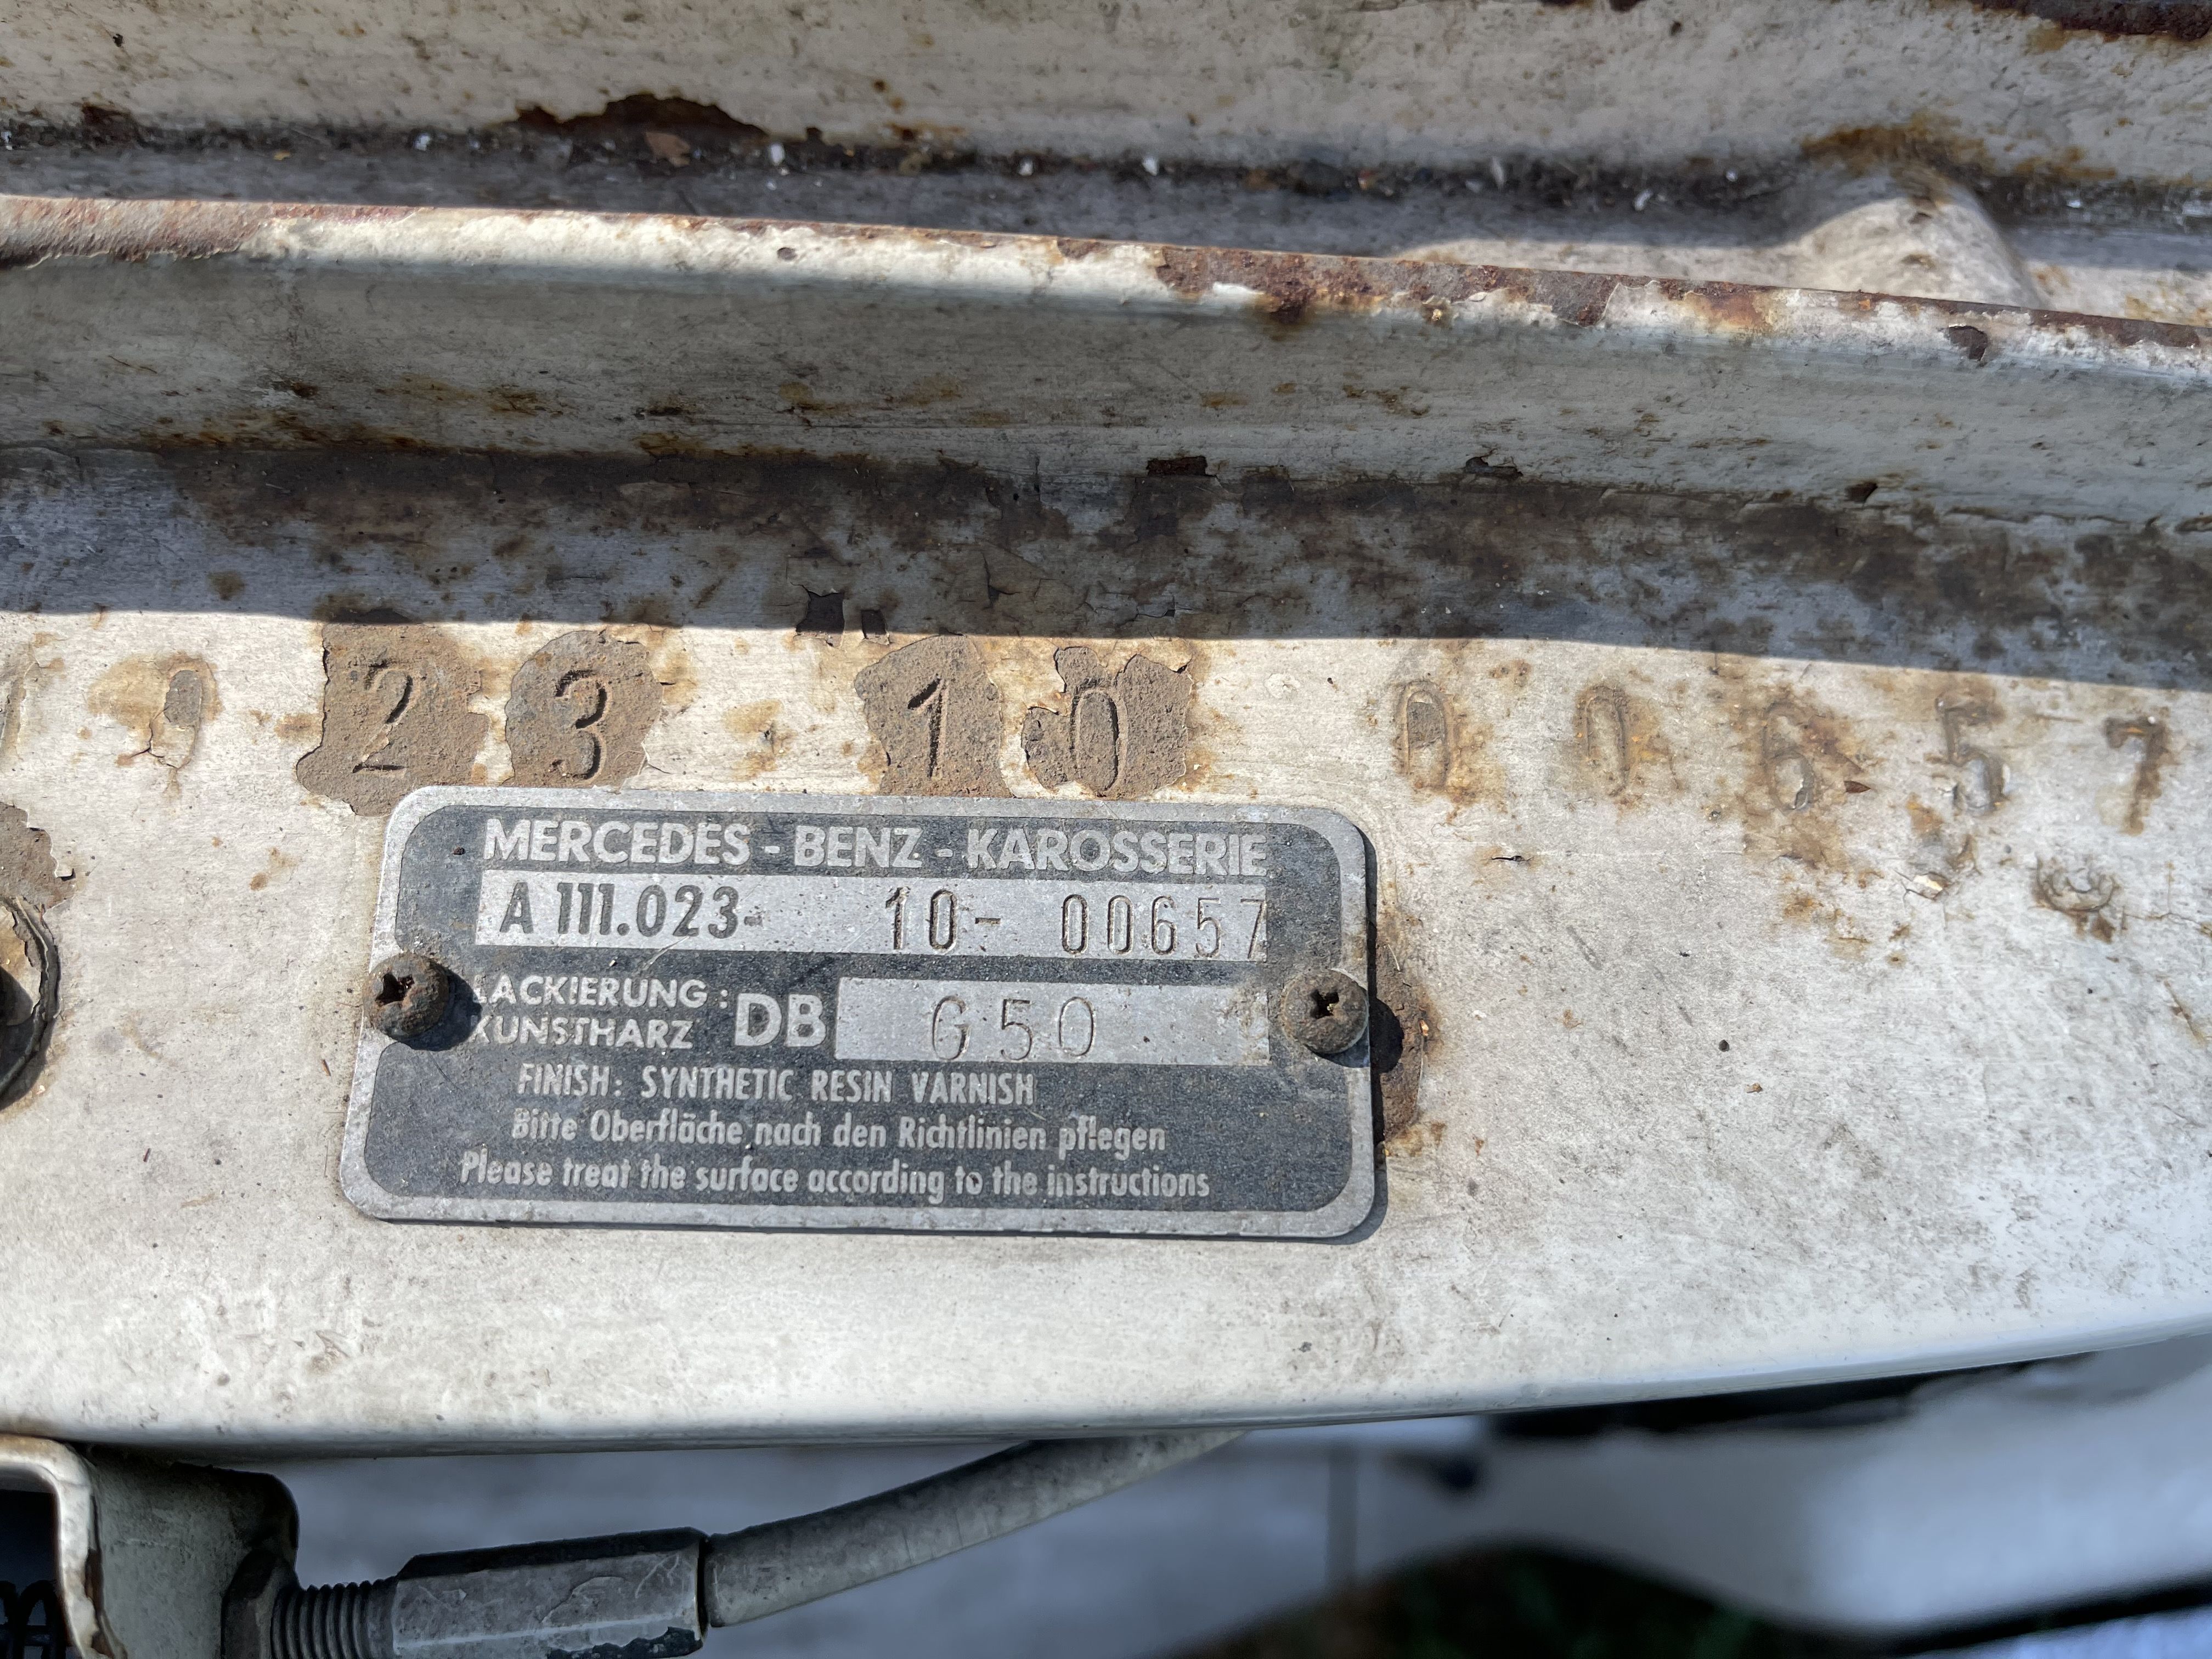 023 10 00657
MERCEDES-BENZ-KAROSSERIE
A 111.023- 10- 00657
LACKIERUNG:
KUNSTHARZ DB G50
FINISH: SYNTHETIC RESIN VARNISH
Bitte Oberfläche nach den Richtlinien pflegen
Please treat the surface according to the instructions